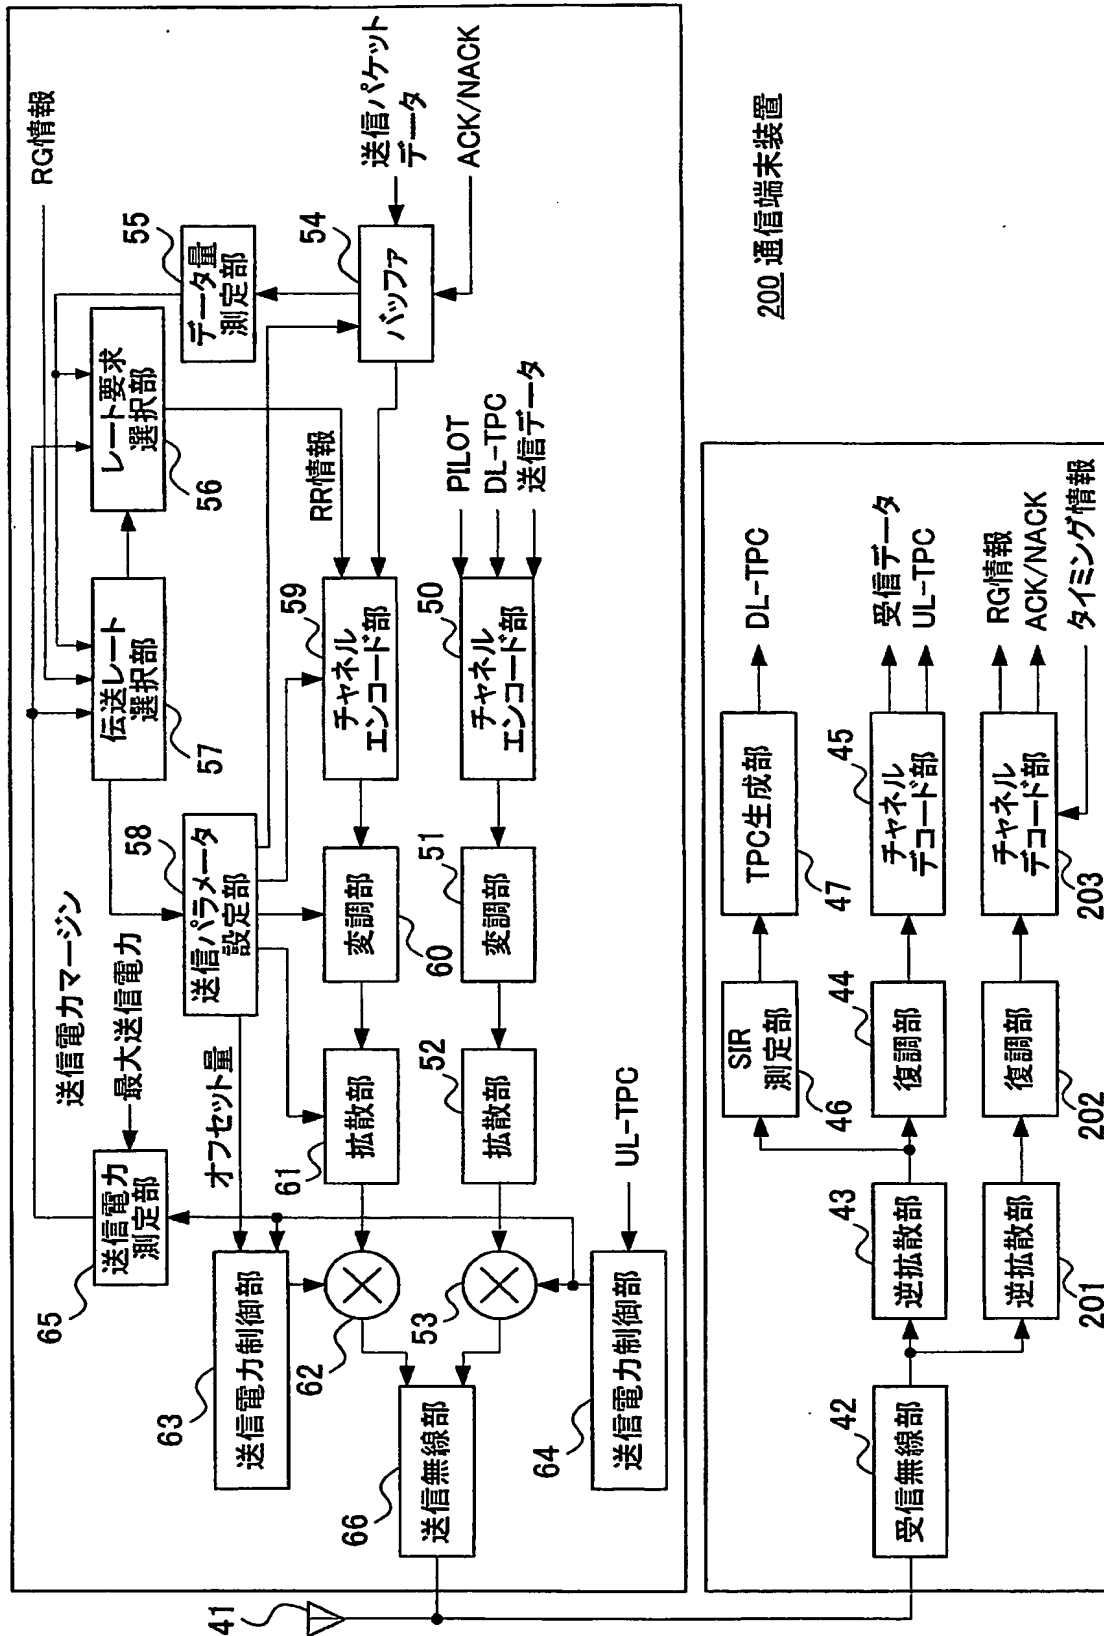 41
65
送信電力
測定部
最大送信電力
送信電力マージン
RG情報
伝送レート
選択部
57
レート要求
選択部
56
データ量
測定部
55
63
送信電力制御部
オフセット量
送信パラメータ
設定部
58
RR情報
バッファ
54
送信パケット
データ
ACK/NACK
62
61
拡散部
変調部
60
チャネル
エンコード部
59
66
送信無線部
53
拡散部
52
変調部
51
チャネル
エンコード部
50
PILOT
DL-TPC
送信データ
64
送信電力制御部
UL-TPC
200 通信端末装置
SIR
測定部
46
TPC生成部
47
DL-TPC
受信無線部
42
逆拡散部
43
復調部
44
チャネル
デコード部
45
受信データ
UL-TPC
逆拡散部
201
復調部
202
チャネル
デコード部
203
RG情報
ACK/NACK
タイミング情報